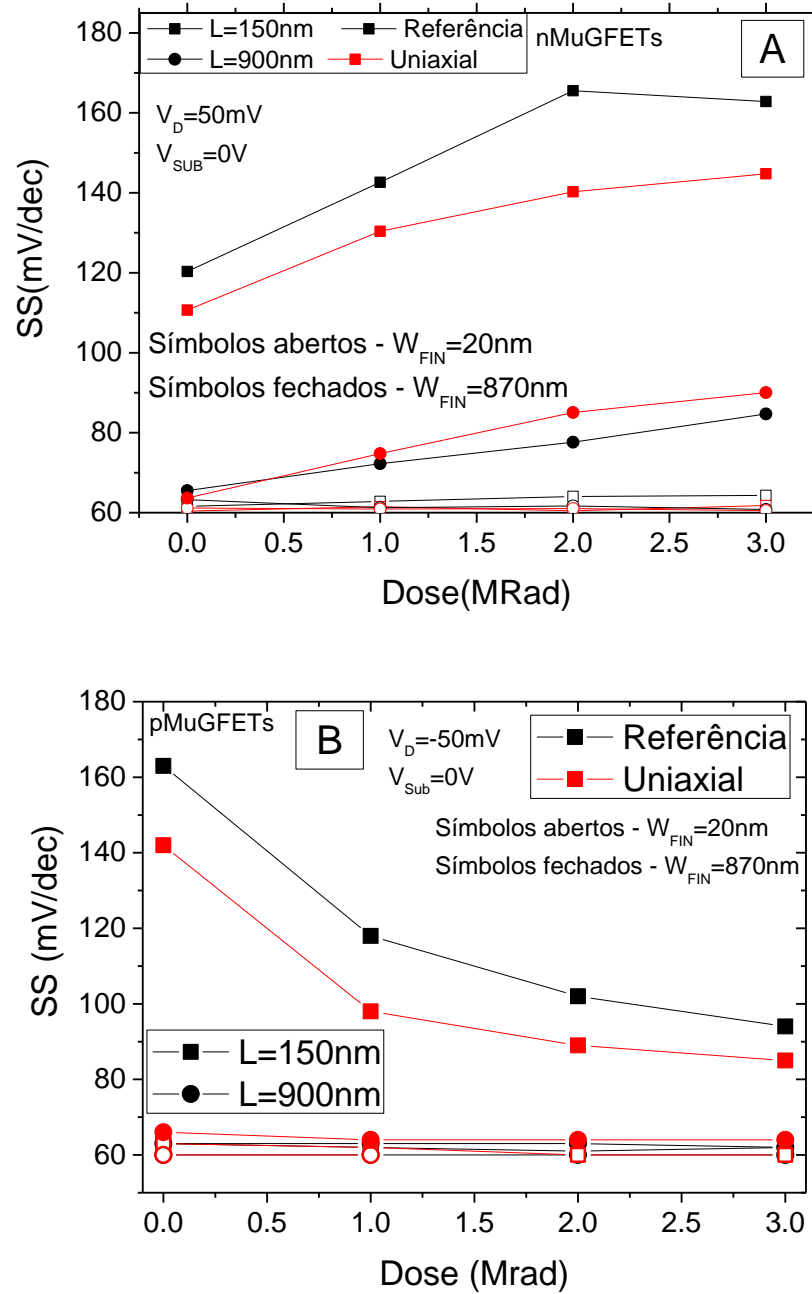 L=150nm Referência
L=900nm Uniaxial
nMuGFETs
A
V_D=50mV
V_SUB=0V
Símbolos abertos - W_FIN=20nm
Símbolos fechados - W_FIN=870nm
180
160
140
120
100
80
60
SS(mV/dec)
0.0 0.5 1.0 1.5 2.0 2.5 3.0
Dose(MRad)
pMuGFETs
B
V_D=-50mV
V_Sub=0V
Referência
Uniaxial
Símbolos abertos - W_FIN=20nm
Símbolos fechados - W_FIN=870nm
L=150nm
L=900nm
180
160
140
120
100
80
60
SS (mV/dec)
0.0 0.5 1.0 1.5 2.0 2.5 3.0
Dose (Mrad)